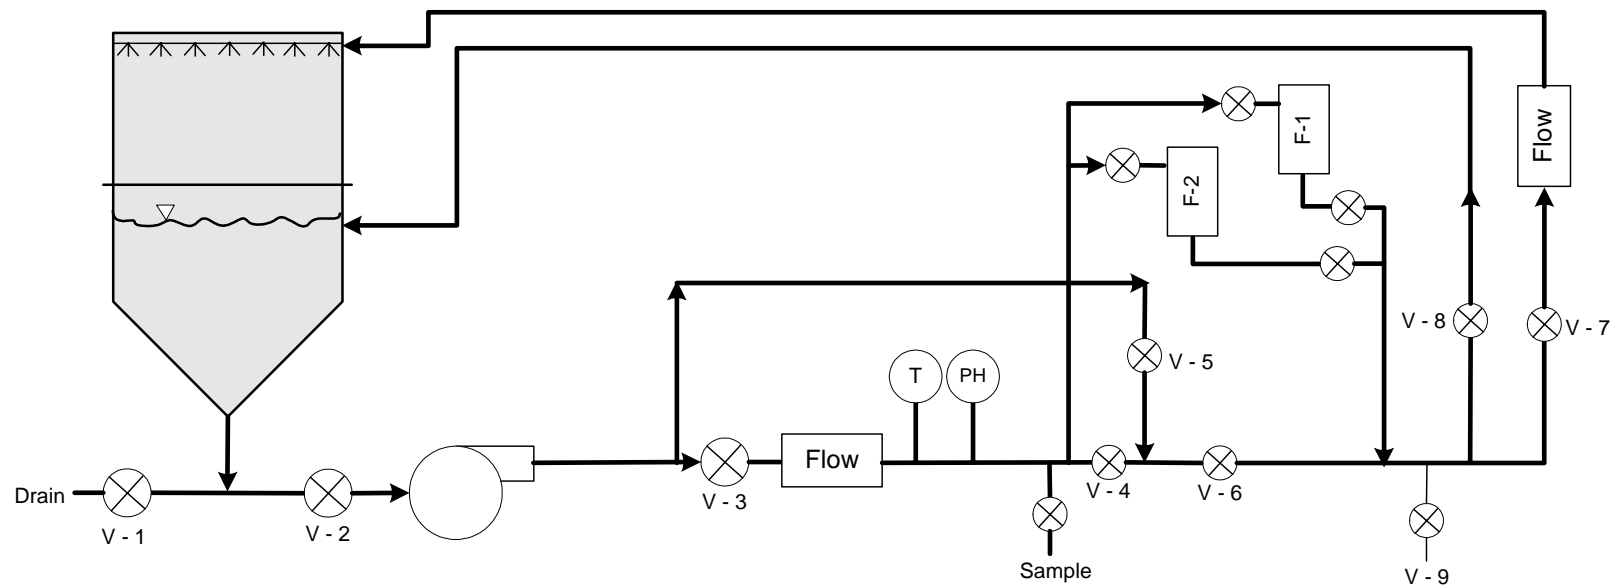 F-1
Flow
F-2
V - 8
V - 7
V - 5
T
PH
Flow
Drain
V - 1
V - 2
V - 3
V - 4
V - 6
Sample
V - 9